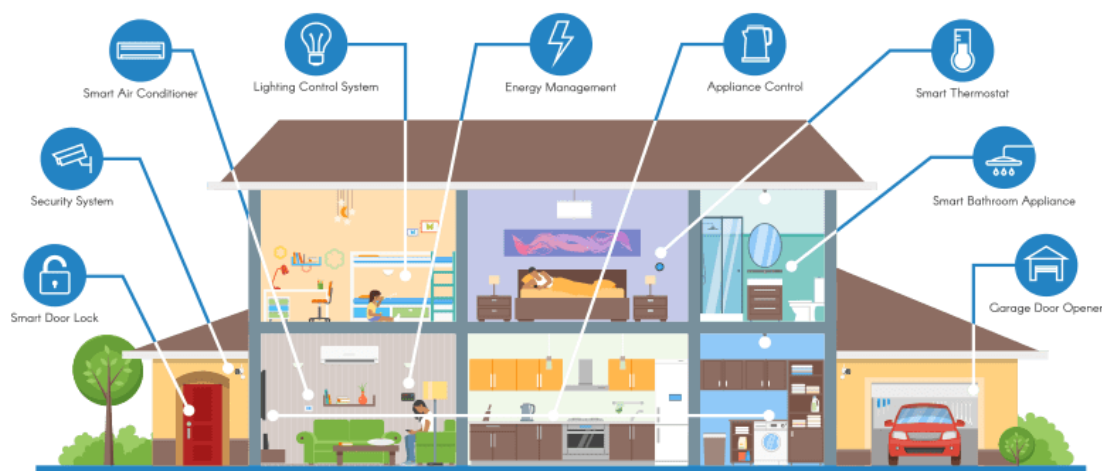 Smart Air Conditioner
Lighting Control System
Energy Management
Appliance Control
Smart Thermostat
Security System
Smart Bathroom Appliance
Smart Door Lock
Garage Door Opener